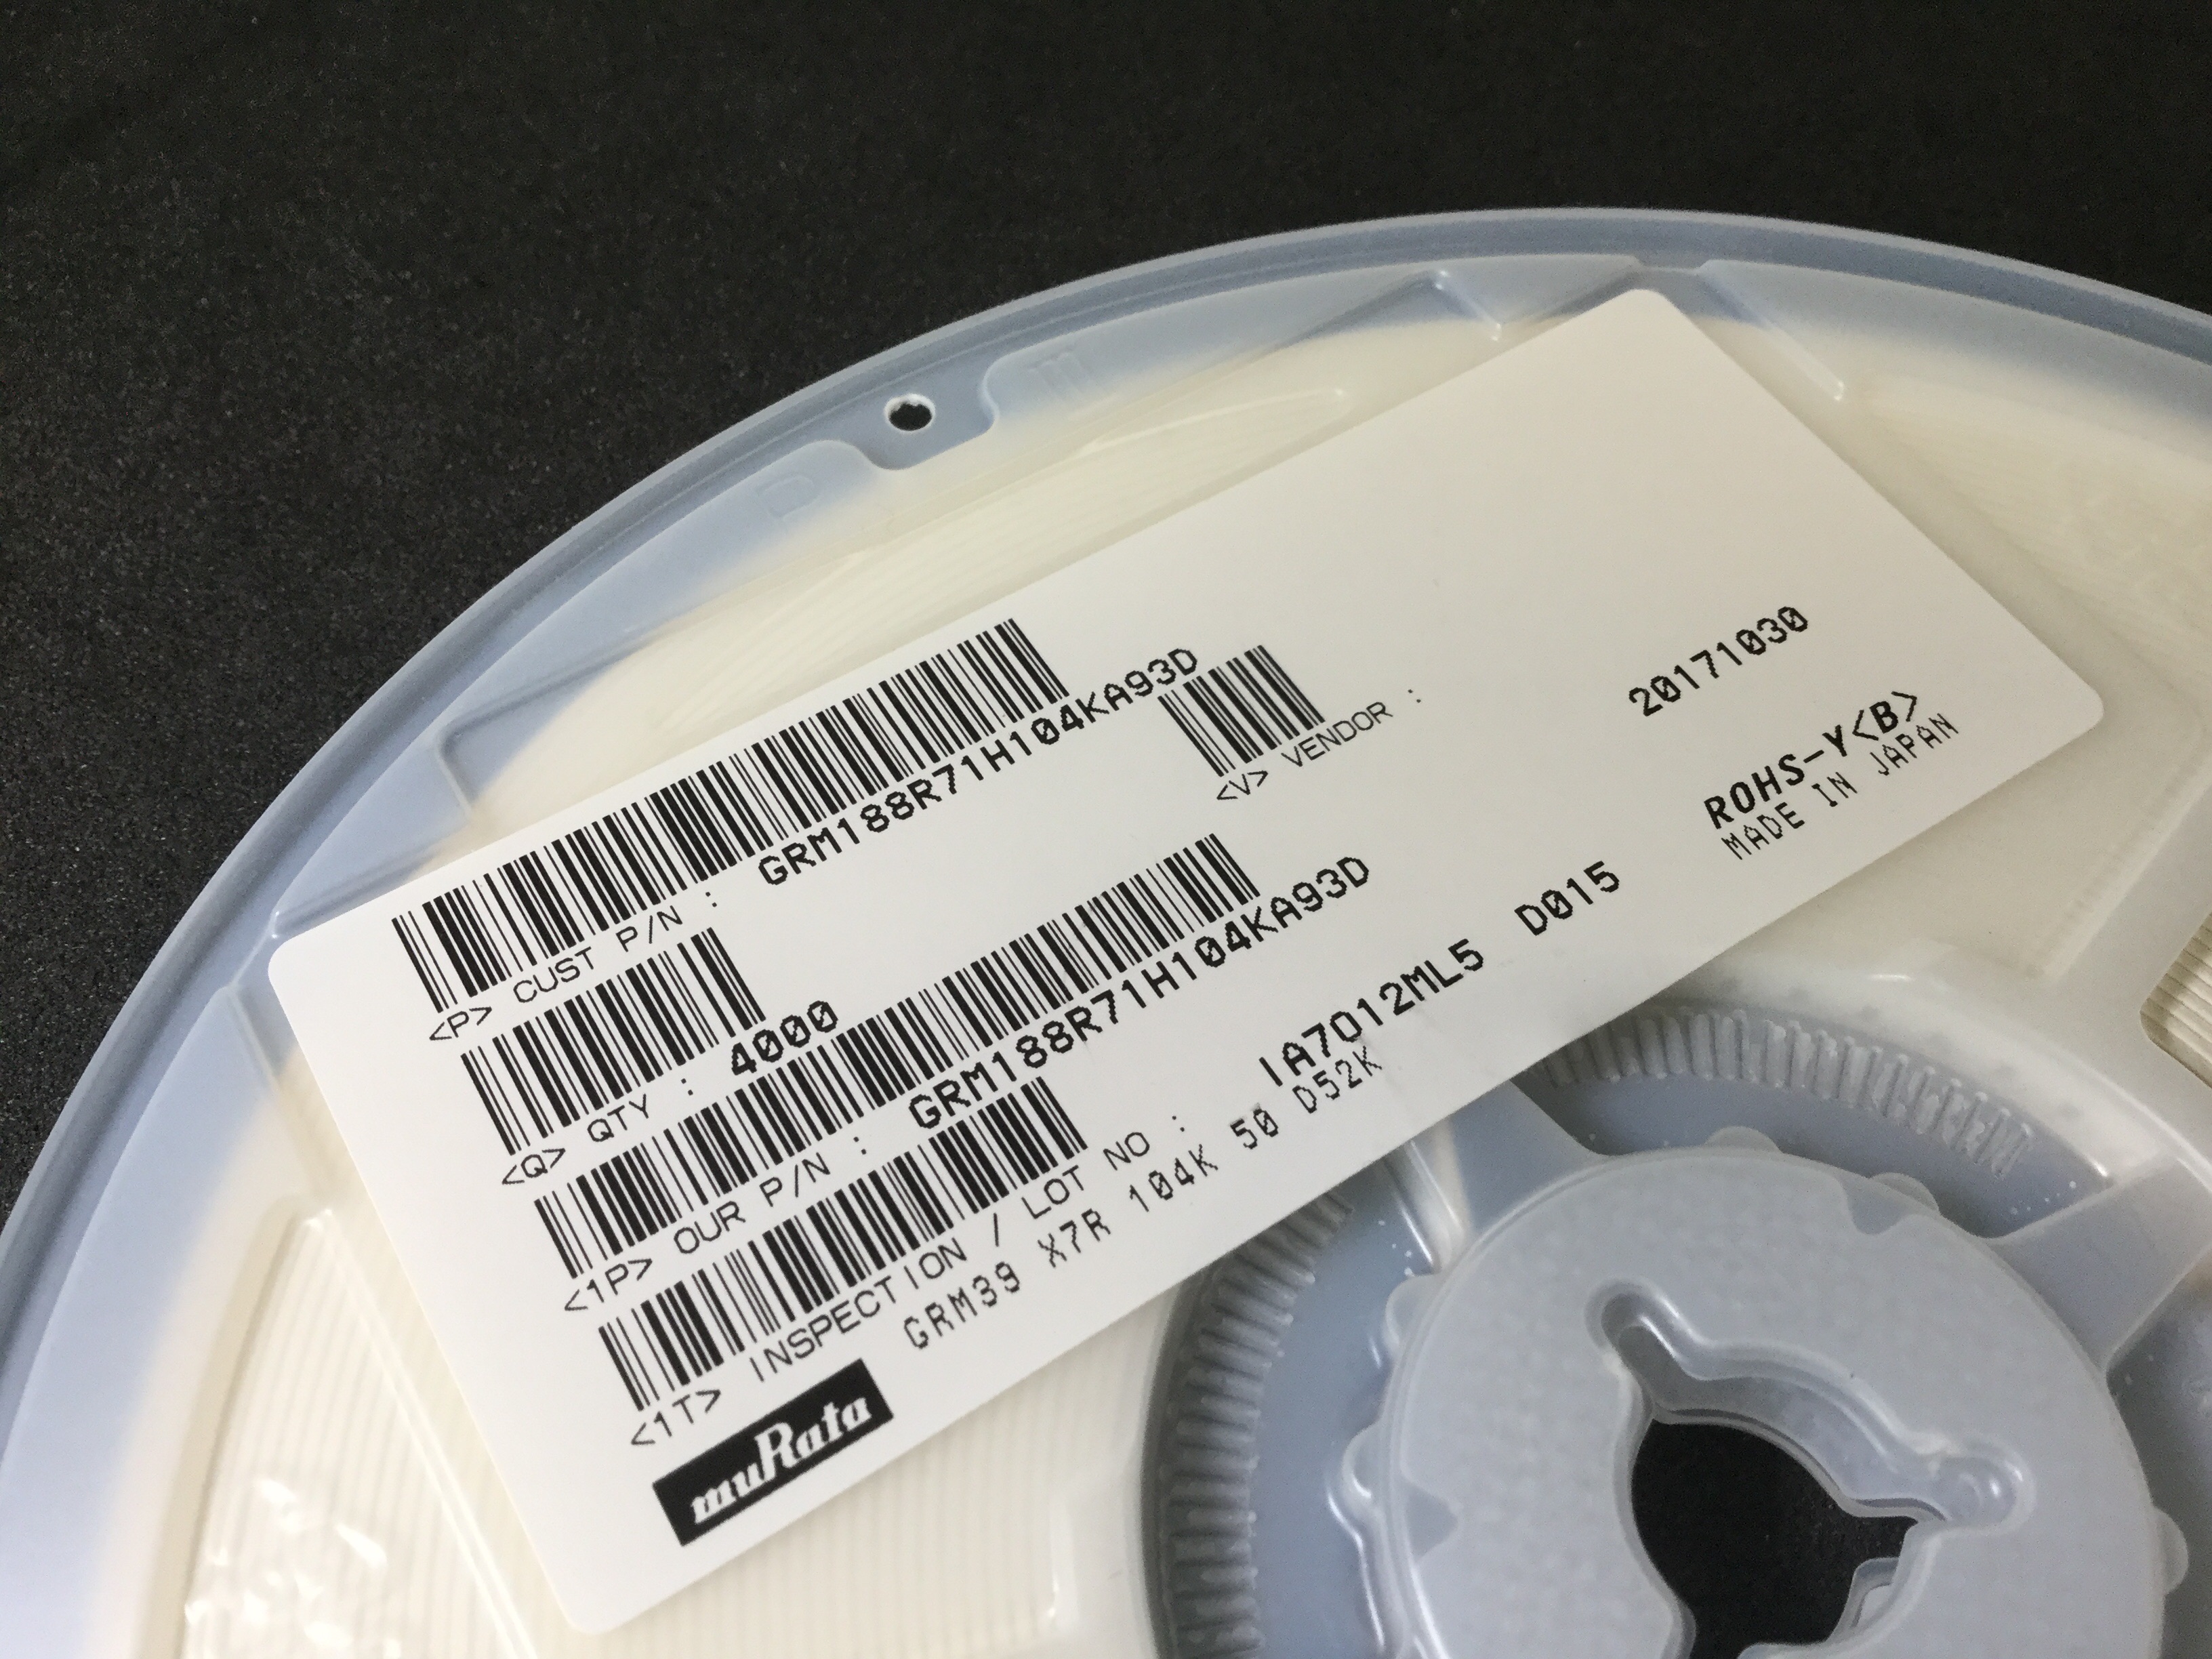 <P> CUST P/N : GRM188R71H104KA93D
<Q> QTY : 4000
<V> VENDOR :
<1P> OUR P/N : GRM188R71H104KA93D
20171030
<1T> INSPECTION / LOT NO : IA7012ML5 D015
ROHS-Y<B>
MADE IN JAPAN
muRata
GRM39 X7R 104K 50 D52K